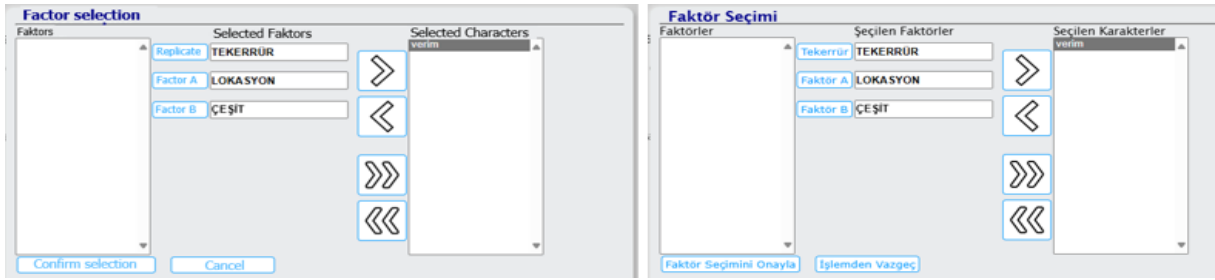 Factor selection
Faktors Selected Faktors Selected Characters
Replicate TEKERRÜR verim
Factor A LOKASYON
Factor B ÇEŞİT
Confirm selection Cancel
Faktör Seçimi
Faktörler Şeçilen Faktörler Seçilen Karakterler
Tekerrür TEKERRÜR verim
Faktör A LOKASYON
Faktör B ÇEŞİT
Faktör Seçimini Onayla İşlemden Vazgeç